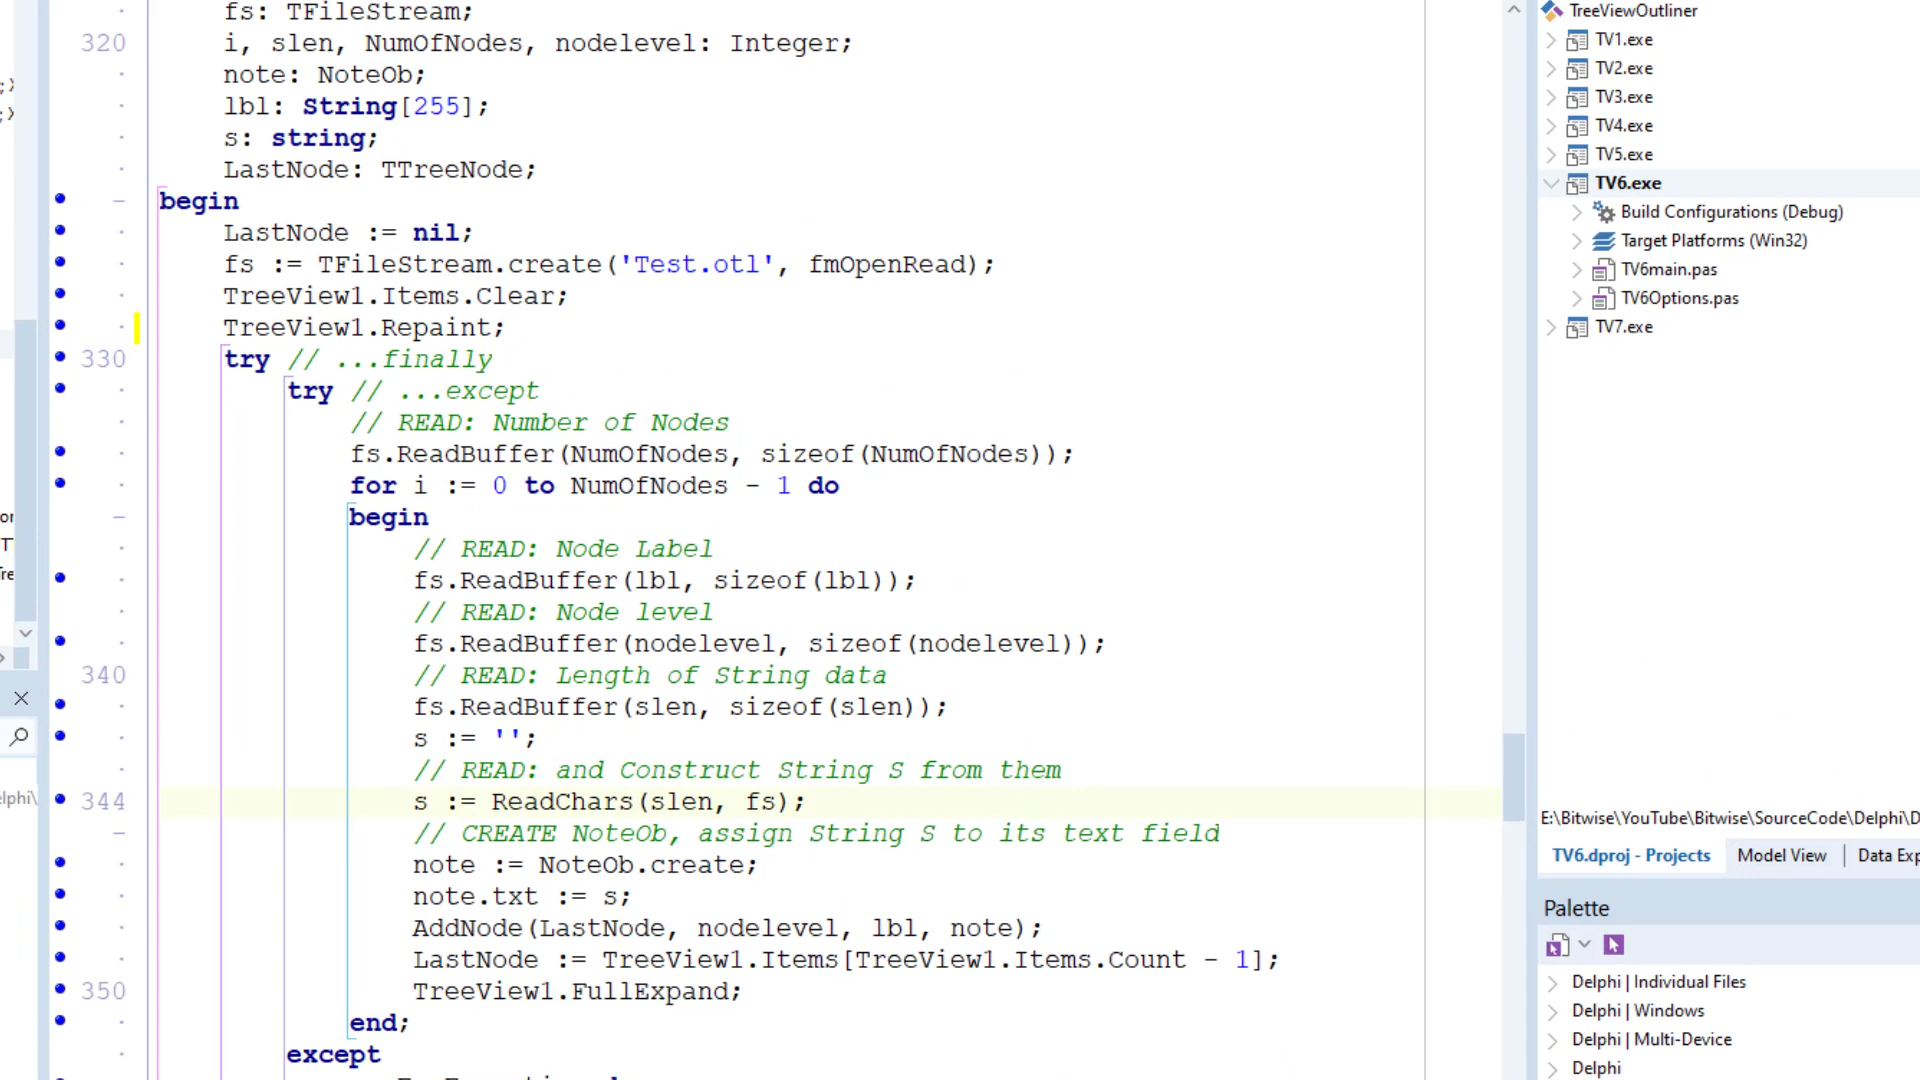 fs: TFileStream;
320 i, slen, NumOfNodes, nodelevel: Integer;
note: NoteOb;
lbl: String[255];
s: string;
LastNode: TTreeNode;
begin
LastNode := nil;
fs := TFileStream.create('Test.otl', fmOpenRead);
TreeView1.Items.Clear;
TreeView1.Repaint;
330 try // ...finally
try // ...except
// READ: Number of Nodes
fs.ReadBuffer(NumOfNodes, sizeof(NumOfNodes));
for i := 0 to NumOfNodes - 1 do
begin
// READ: Node Label
fs.ReadBuffer(lbl, sizeof(lbl));
// READ: Node level
fs.ReadBuffer(nodelevel, sizeof(nodelevel));
340 // READ: Length of String data
fs.ReadBuffer(slen, sizeof(slen));
s := '';
// READ: and Construct String S from them
344 s := ReadChars(slen, fs);
// CREATE NoteOb, assign String S to its text field
note := NoteOb.create;
note.txt := s;
AddNode(LastNode, nodelevel, lbl, note);
LastNode := TreeView1.Items[TreeView1.Items.Count - 1];
350 TreeView1.FullExpand;
end;
except
TreeViewOutliner
TV1.exe
TV2.exe
TV3.exe
TV4.exe
TV5.exe
TV6.exe
Build Configurations (Debug)
Target Platforms (Win32)
TV6main.pas
TV6Options.pas
TV7.exe
E:\Bitwise\YouTube\Bitwise\SourceCode\Delphi\D
TV6.dproj - Projects Model View Data Exp
Palette
Delphi | Individual Files
Delphi | Windows
Delphi | Multi-Device
Delphi